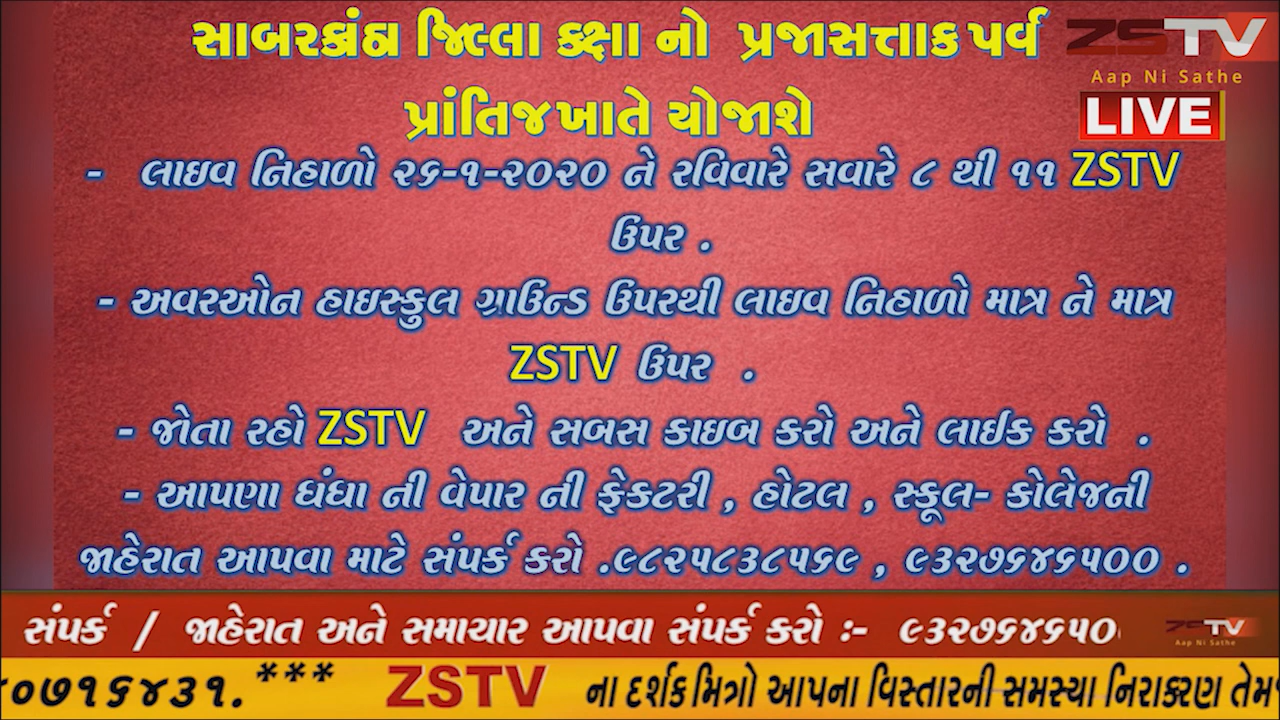 સાબરકાંઠા જિલ્લા કક્ષા નો પ્રજાસત્તાક પર્વ
ZSTV
Aap Ni Sathe
LIVE
પ્રાંતિજ ખાતે યોજાશે
- લાઇવ નિહાળો ૨૬-૧-૨૦૨૦ ને રવિવારે સવારે ૮ થી ૧૧ ZSTV
ઉપર .
- અવરઓન હાઇસ્કુલ ગ્રાઉન્ડ ઉપરથી લાઇવ નિહાળો માત્ર ને માત્ર
ZSTV ઉપર .
- જોતા રહો ZSTV અને સબસ ક્રાઇબ કરો અને લાઈક કરો .
- આપણા ધંધા ની વેપાર ની ફેકટરી , હોટલ , સ્કૂલ- કોલેજની
જાહેરાત આપવા માટે સંપર્ક કરો .૯૮૨૫૮૩૮૫૬૯ , ૯૩૨૭૬૪૬૫૦૦ .
સંપર્ક / જાહેરાત અને સમાચાર આપવા સંપર્ક કરો :- ૯૩૨૭૬૪૬૫૦
ZSTV
Aap Ni Sathe
૦૭૧૬૪૩૧.*** ZSTV ના દર્શક મિત્રો આપના વિસ્તારની સમસ્યા નિરાકરણ તેમ